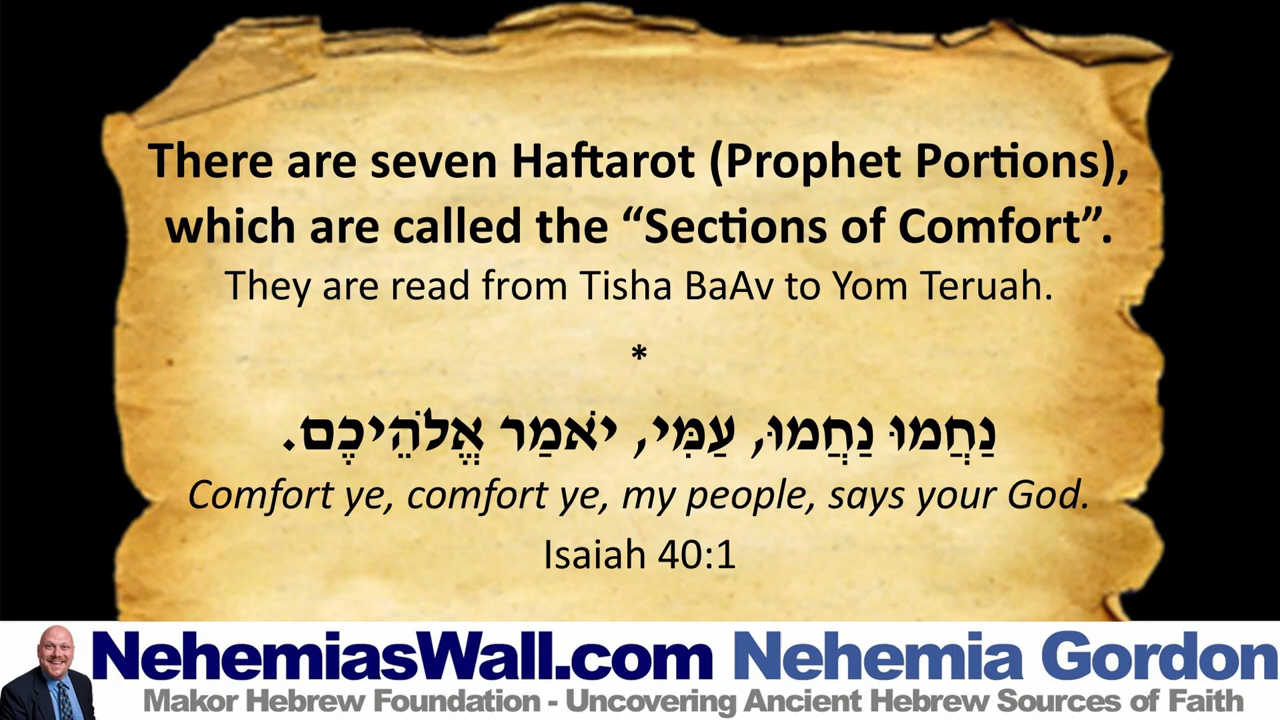 There are seven Haftarot (Prophet Portions),
which are called the “Sections of Comfort”.
They are read from Tisha BaAv to Yom Teruah.
*
נַחֲמוּ נַחֲמוּ, עַמִּי, יֹאמַר אֱלֹהֵיכֶם.
Comfort ye, comfort ye, my people, says your God.
Isaiah 40:1
NehemiasWall.com Nehemia Gordon
Makor Hebrew Foundation - Uncovering Ancient Hebrew Sources of Faith